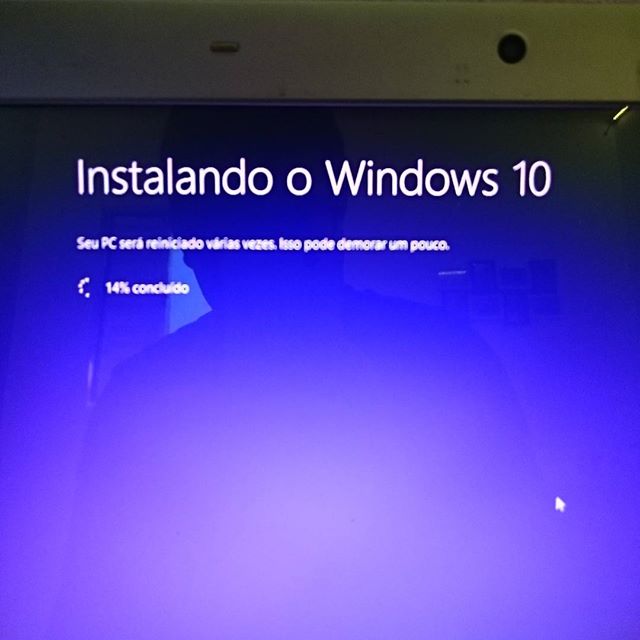 Instalando o Windows 10
Seu PC será reiniciado várias vezes. Isso pode demorar um pouco.
14% concluído